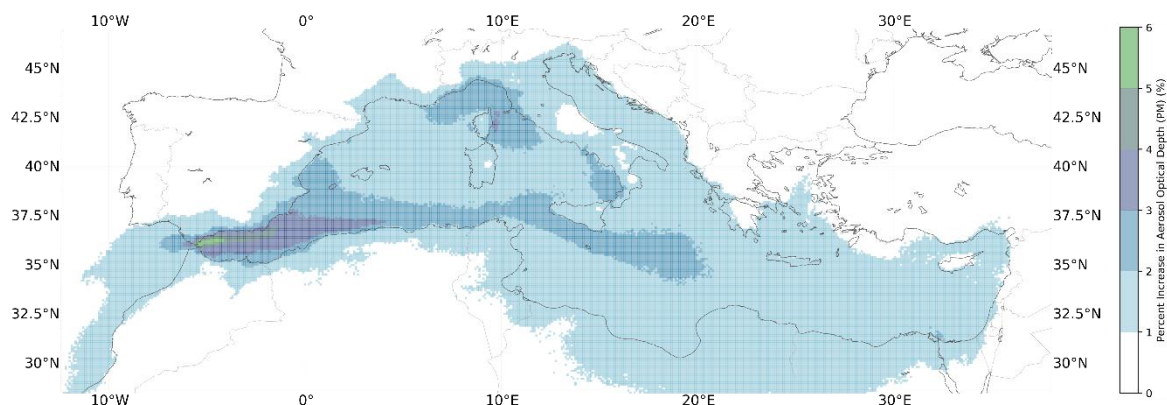 10°W 0° 10°E 20°E 30°E
45°N 45°N
42.5°N 42.5°N
40°N 40°N
37.5°N 37.5°N
35°N 35°N
32.5°N 32.5°N
30°N 30°N
10°W 0° 10°E 20°E 30°E
6
5
4
3
2
1
0
Percent Increase in Aerosol Optical Depth (PM) (%)